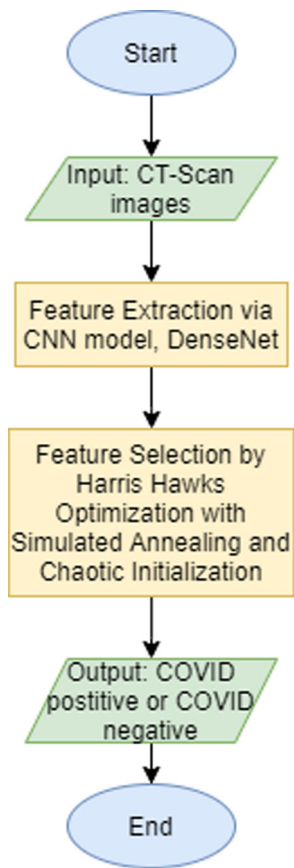 Start
Input: CT-Scan
images
Feature Extraction via
CNN model, DenseNet
Feature Selection by
Harris Hawks
Optimization with
Simulated Annealing and
Chaotic Initialization
Output: COVID
postitive or COVID
negative
End